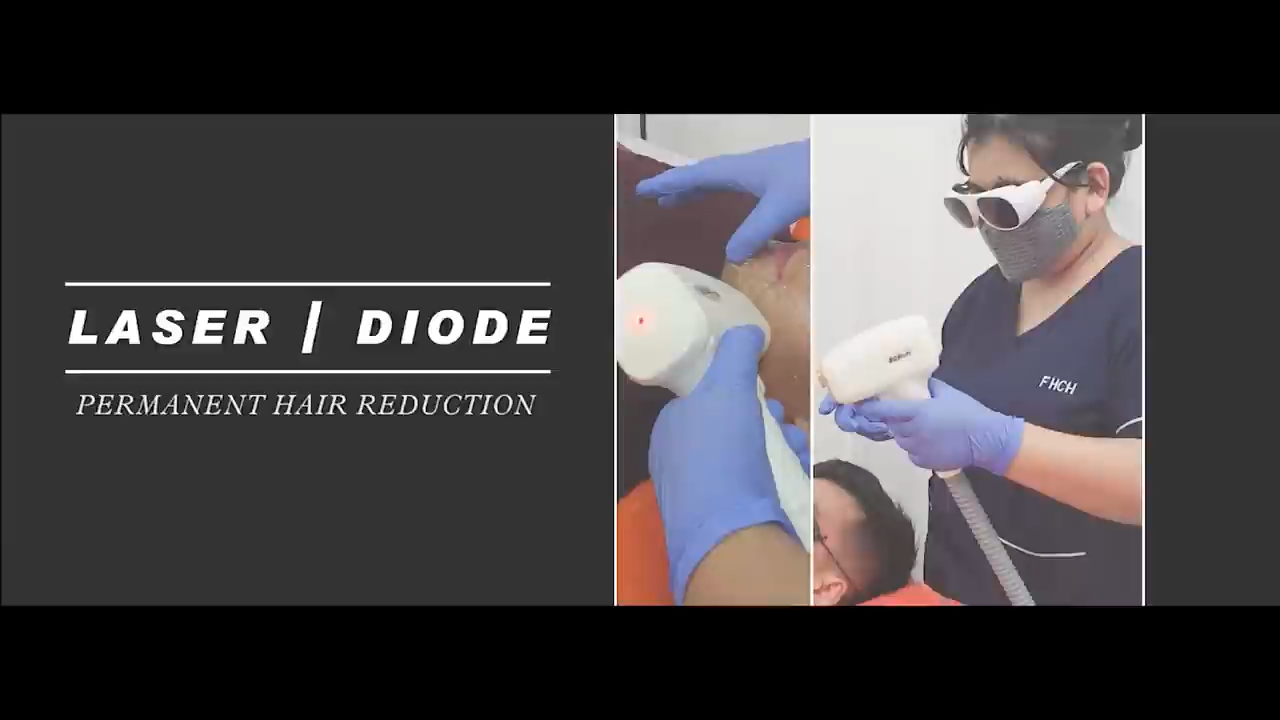 LASER | DIODE
PERMANENT HAIR REDUCTION
FHCH